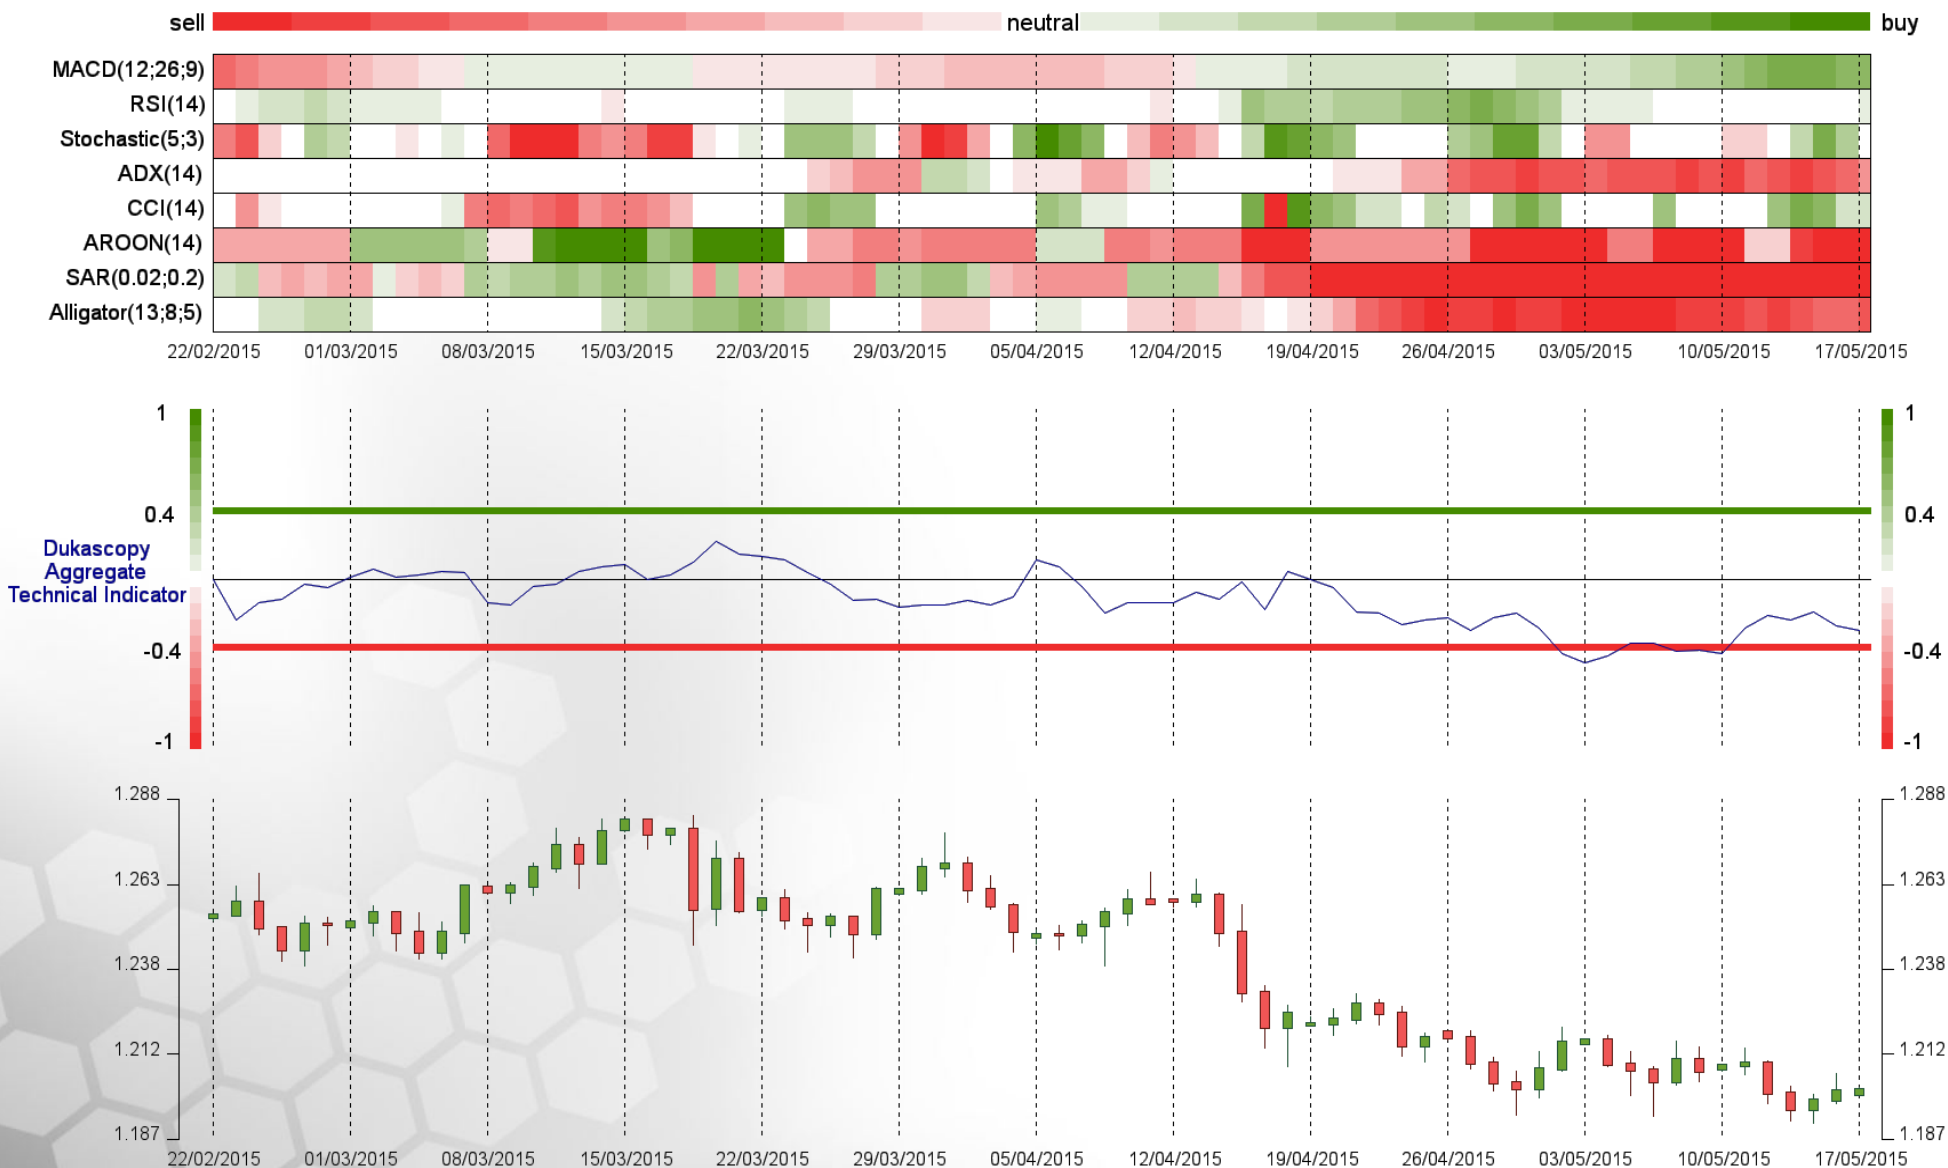 sell neutral buy
MACD(12;26;9)
RSI(14)
Stochastic(5;3)
ADX(14)
CCI(14)
AROON(14)
SAR(0.02;0.2)
Alligator(13;8;5)
22/02/2015 01/03/2015 08/03/2015 15/03/2015 22/03/2015 29/03/2015 05/04/2015 12/04/2015 19/04/2015 26/04/2015 03/05/2015 10/05/2015 17/05/2015
1 1
0.4 0.4
Dukascopy
Aggregate
Technical Indicator
-0.4 -0.4
-1 -1
1.288 1.288
1.263 1.263
1.238 1.238
1.212 1.212
1.187 1.187
22/02/2015 01/03/2015 08/03/2015 15/03/2015 22/03/2015 29/03/2015 05/04/2015 12/04/2015 19/04/2015 26/04/2015 03/05/2015 10/05/2015 17/05/2015